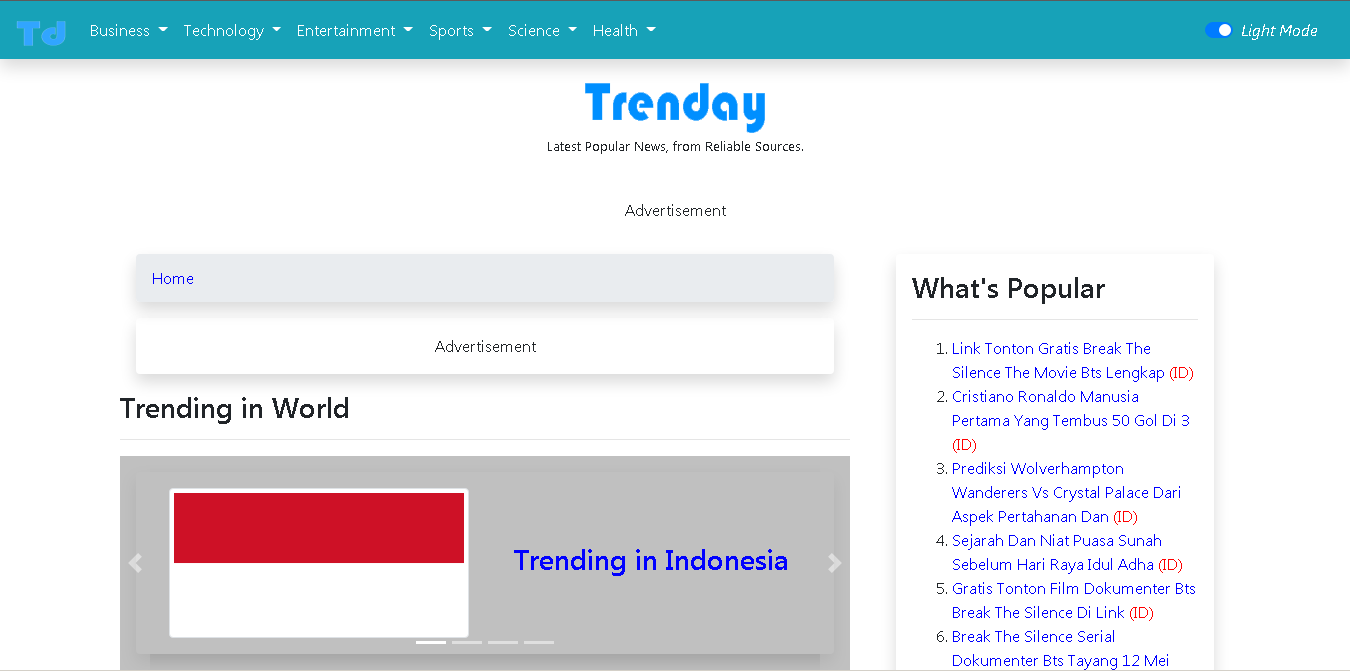 Td
Business Technology Entertainment Sports Science Health Light Mode
Trenday
Latest Popular News, from Reliable Sources.
Advertisement
Home
Advertisement
Trending in World
Trending in Indonesia
What's Popular
1. Link Tonton Gratis Break The
Silence The Movie Bts Lengkap (ID)
2. Cristiano Ronaldo Manusia
Pertama Yang Tembus 50 Gol Di 3
(ID)
3. Prediksi Wolverhampton
Wanderers Vs Crystal Palace Dari
Aspek Pertahanan Dan (ID)
4. Sejarah Dan Niat Puasa Sunah
Sebelum Hari Raya Idul Adha (ID)
5. Gratis Tonton Film Dokumenter Bts
Break The Silence Di Link (ID)
6. Break The Silence Serial
Dokumenter Bts Tayang 12 Mei